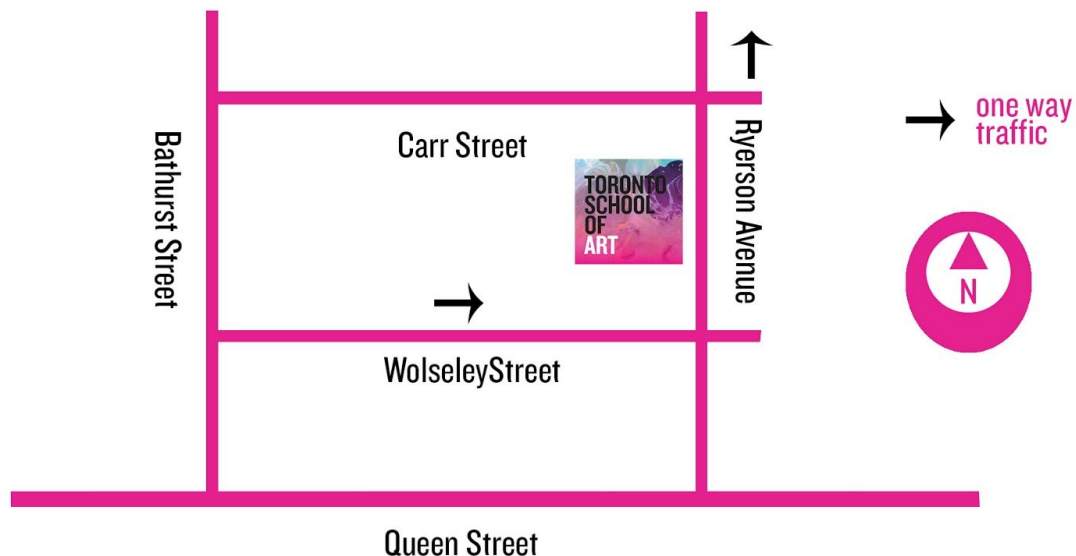 Bathurst Street
Carr Street
TORONTO
SCHOOL
OF
ART
Ryerson Avenue
one way
traffic
N
WolseleyStreet
Queen Street